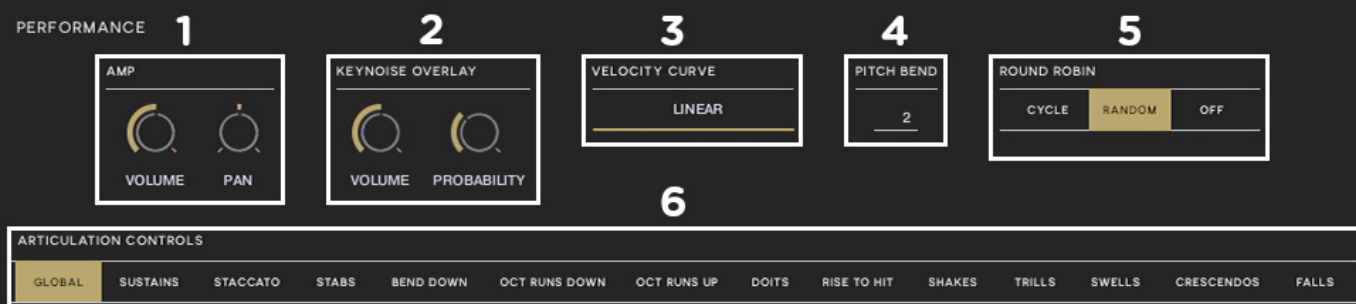 PERFORMANCE
1 2 3 4 5
AMP KEYNOISE OVERLAY VELOCITY CURVE PITCH BEND ROUND ROBIN
LINEAR 2 CYCLE RANDOM OFF
VOLUME PAN VOLUME PROBABILITY
6
ARTICULATION CONTROLS
GLOBAL SUSTAINS STACCATO STABS BEND DOWN OCT RUNS DOWN OCT RUNS UP DOITS RISE TO HIT SHAKES TRILLS SWELLS CRESCENDOS FALLS